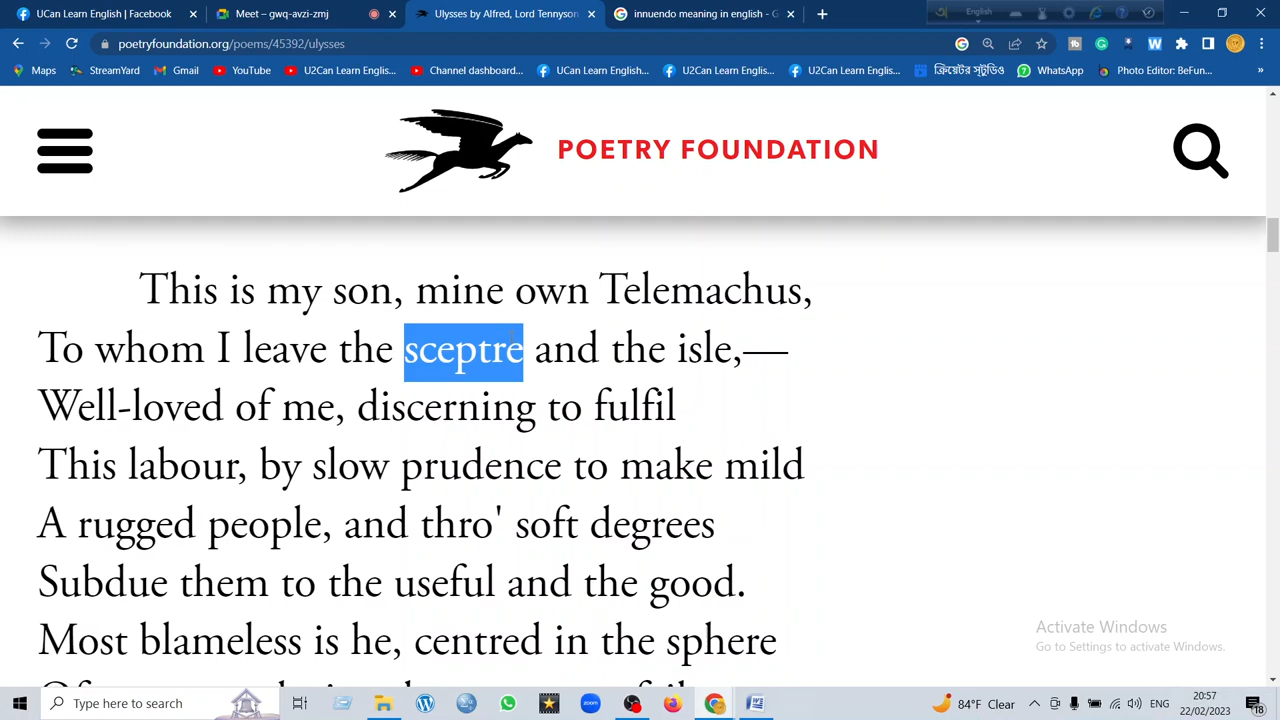 UCan Learn English | Facebook
Meet – gwq-avzi-zmj
Ulysses by Alfred, Lord Tennyson
innuendo meaning in english - G
English
poetryfoundation.org/poems/45392/ulysses
Maps StreamYard Gmail YouTube U2Can Learn Englis... Channel dashboard... UCan Learn English... U2Can Learn Englis... U2Can Learn Englis... ক্রিয়েটর স্টুডিও WhatsApp Photo Editor: BeFun... »
POETRY FOUNDATION
This is my son, mine own Telemachus,
To whom I leave the sceptre and the isle,—
Well-loved of me, discerning to fulfil
This labour, by slow prudence to make mild
A rugged people, and thro' soft degrees
Subdue them to the useful and the good.
Most blameless is he, centred in the sphere
Activate Windows
Go to Settings to activate Windows.
Type here to search
zoom
84°F Clear
ENG
20:57
22/02/2023
18